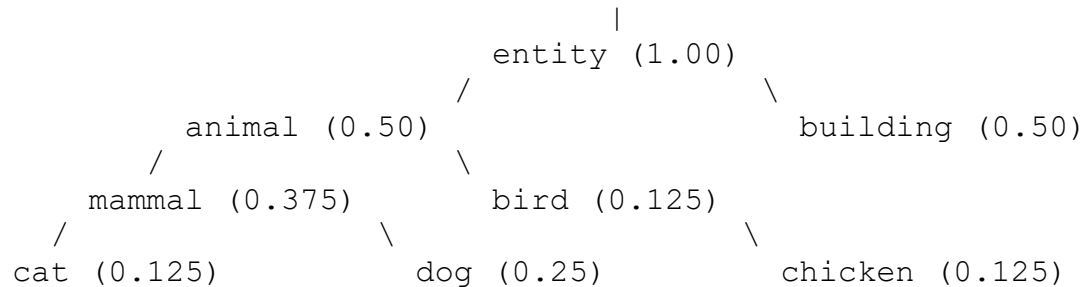 entity (1.00)
animal (0.50) building (0.50)
mammal (0.375) bird (0.125)
cat (0.125) dog (0.25) chicken (0.125)